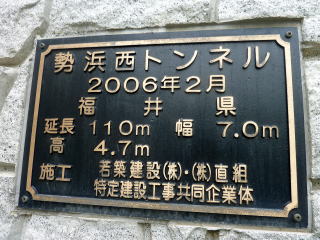 勢浜西トンネル
2006年2月
福井県
延長 110m 幅 7.0m
高 4.7m
施工 若築建設(株)・(株)直組
特定建設工事共同企業体